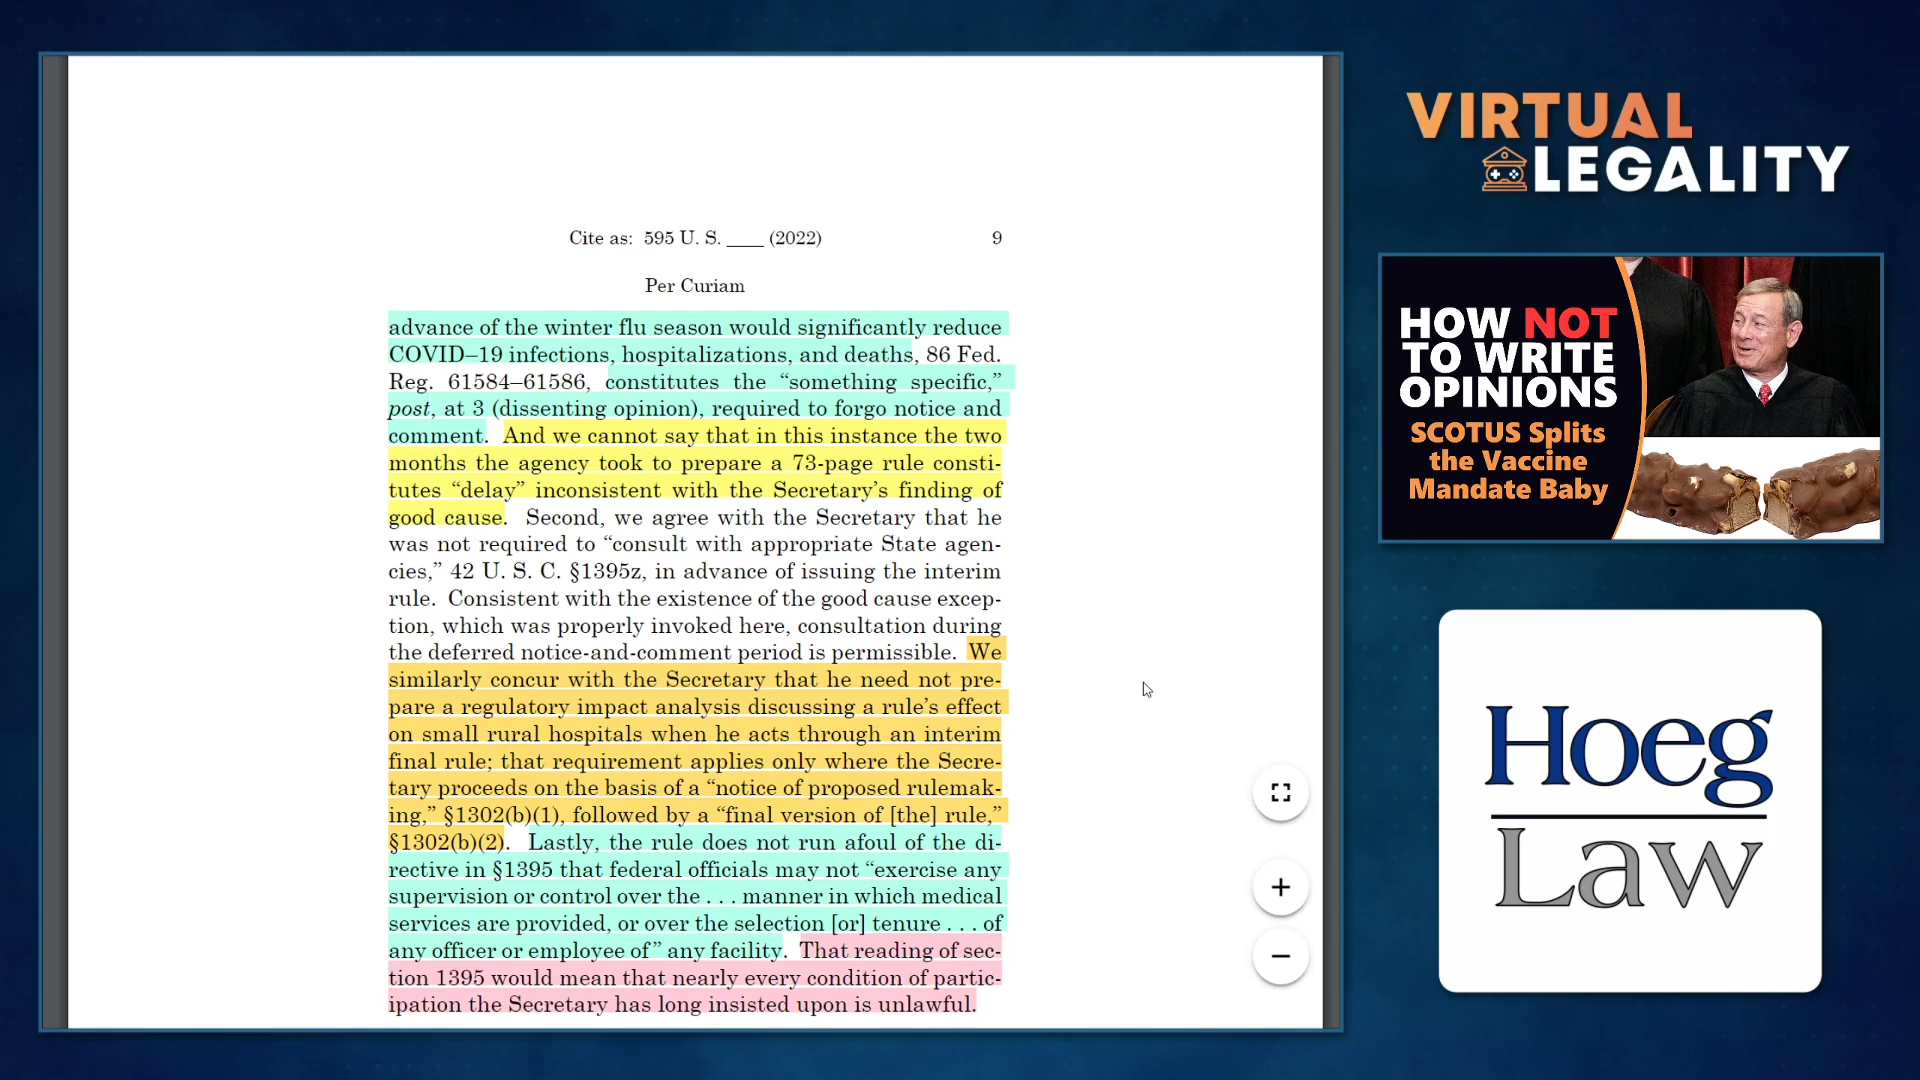 Cite as: 595 U. S. ____ (2022) 9
Per Curiam
advance of the winter flu season would significantly reduce
COVID–19 infections, hospitalizations, and deaths, 86 Fed.
Reg. 61584–61586, constitutes the “something specific,”
post, at 3 (dissenting opinion), required to forgo notice and
comment. And we cannot say that in this instance the two
months the agency took to prepare a 73-page rule consti-
tutes “delay” inconsistent with the Secretary’s finding of
good cause. Second, we agree with the Secretary that he
was not required to “consult with appropriate State agen-
cies,” 42 U. S. C. §1395z, in advance of issuing the interim
rule. Consistent with the existence of the good cause excep-
tion, which was properly invoked here, consultation during
the deferred notice-and-comment period is permissible. We
similarly concur with the Secretary that he need not pre-
pare a regulatory impact analysis discussing a rule’s effect
on small rural hospitals when he acts through an interim
final rule; that requirement applies only where the Secre-
tary proceeds on the basis of a “notice of proposed rulemak-
ing,” §1302(b)(1), followed by a “final version of [the] rule,”
§1302(b)(2). Lastly, the rule does not run afoul of the di-
rective in §1395 that federal officials may not “exercise any
supervision or control over the . . . manner in which medical
services are provided, or over the selection [or] tenure . . . of
any officer or employee of” any facility. That reading of sec-
tion 1395 would mean that nearly every condition of partic-
ipation the Secretary has long insisted upon is unlawful.
VIRTUAL
LEGALITY
HOW NOT
TO WRITE
OPINIONS
SCOTUS Splits
the Vaccine
Mandate Baby
Hoeg
Law